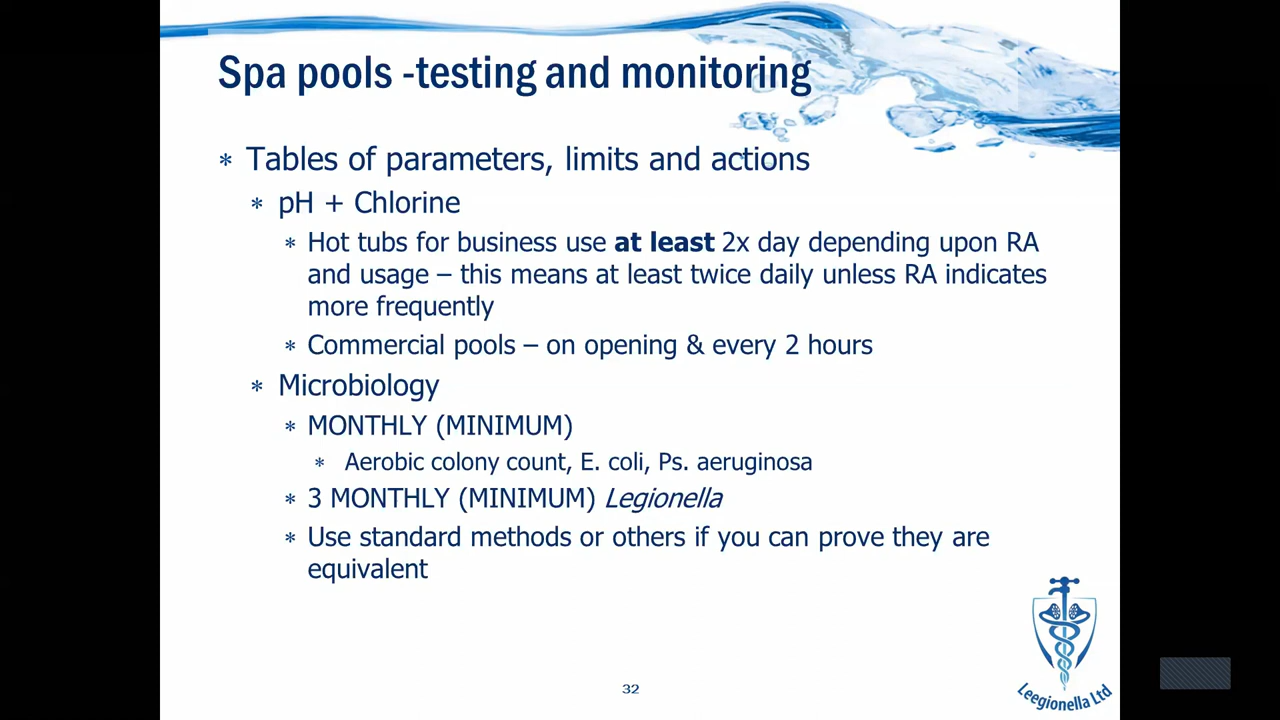 Spa pools -testing and monitoring
* Tables of parameters, limits and actions
* pH + Chlorine
* Hot tubs for business use at least 2x day depending upon RA
and usage – this means at least twice daily unless RA indicates
more frequently
* Commercial pools – on opening & every 2 hours
* Microbiology
* MONTHLY (MINIMUM)
* Aerobic colony count, E. coli, Ps. aeruginosa
* 3 MONTHLY (MINIMUM) Legionella
* Use standard methods or others if you can prove they are
equivalent
32
Leegionella Ltd